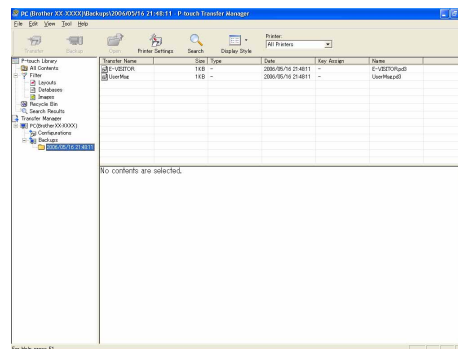 PC (Brother XX-XXXX)\Backups\2006/05/16 21:48:11 - P-touch Transfer Manager
File Edit View Tool Help
Transfer Backup Open Printer Settings Search Display Style
Printer:
All Printers
P-touch Library
All Contents
Filter
Layouts
Databases
Images
Recycle Bin
Search Results
Transfer Manager
PC(Brother XX-XXXX)
Configurations
Backups
2006/05/16 21:48:11
Transfer Name Size Type Date Key Assign Name
E-VISITOR 1KB - 2006/05/16 21:48:11 - E-VISITOR.pd3
UserMsg 1KB - 2006/05/16 21:48:11 - UserMsg.pd3
No contents are selected.
For Help, press F1